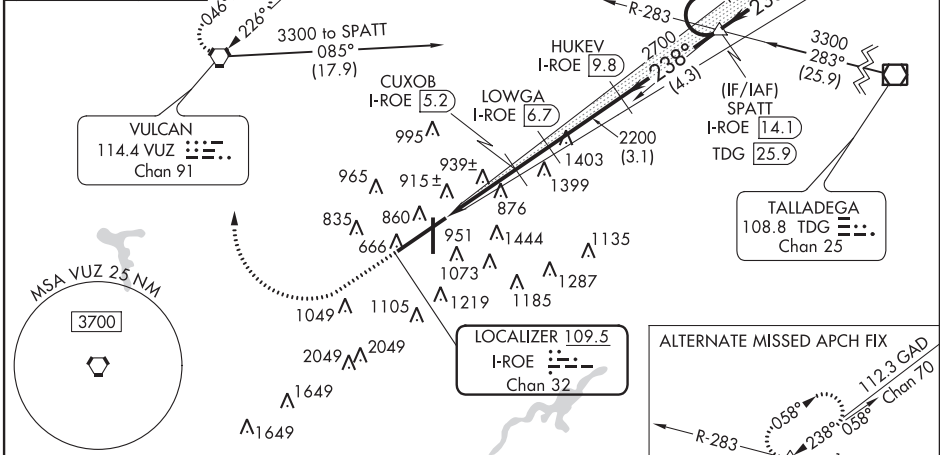 046°
226°
3300 to SPATT
085°
(17.9)
VULCAN
114.4 VUZ
Chan 91
R-283
2700
238°
(4.3)
HUKEV
I-ROE 9.8
3300
283°
(25.9)
CUXOB
I-ROE 5.2
LOWGA
I-ROE 6.7
(IF/IAF)
SPATT
I-ROE 14.1
TDG 25.9
2200
(3.1)
995
1403
939±
1399
965
915±
876
TALLADEGA
108.8 TDG
Chan 25
835
860
666
951
1444
1135
1073
1287
MSA VUZ 25 NM
3700
1049
1105
1219
1185
LOCALIZER 109.5
I-ROE
Chan 32
2049
2049
1649
1649
ALTERNATE MISSED APCH FIX
112.3 GAD
Chan 70
058°
238°
058°
R-283